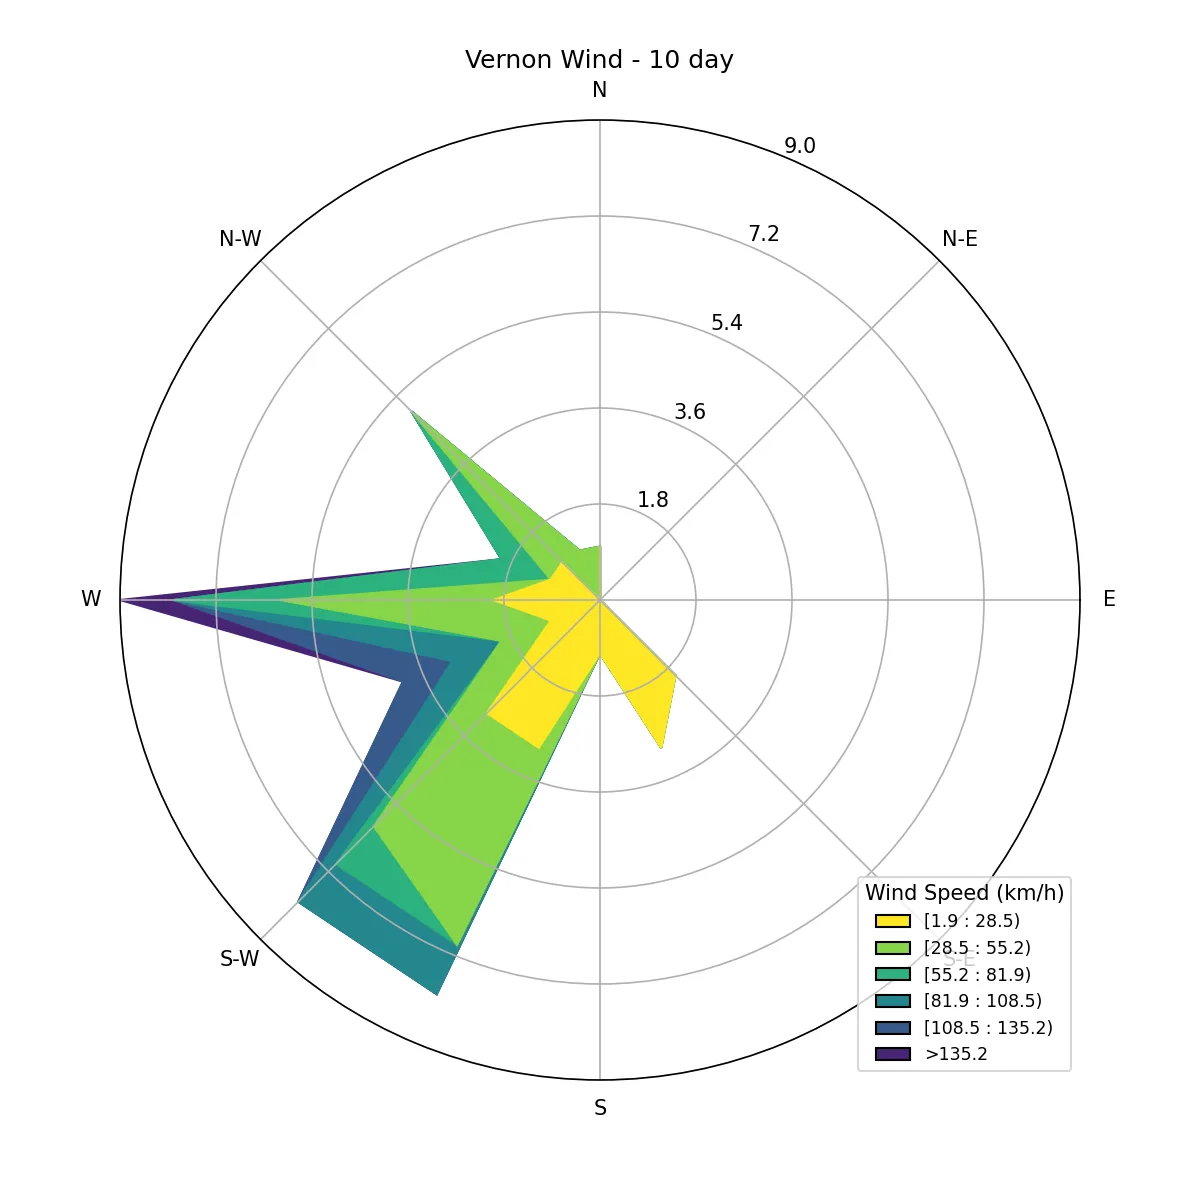 Vernon Wind - 10 day
N
9.0
N-W
7.2
N-E
5.4
3.6
1.8
W
E
S-W
S-E
S
Wind Speed (km/h)
[1.9 : 28.5)
[28.5 : 55.2)
[55.2 : 81.9)
[81.9 : 108.5)
[108.5 : 135.2)
>135.2